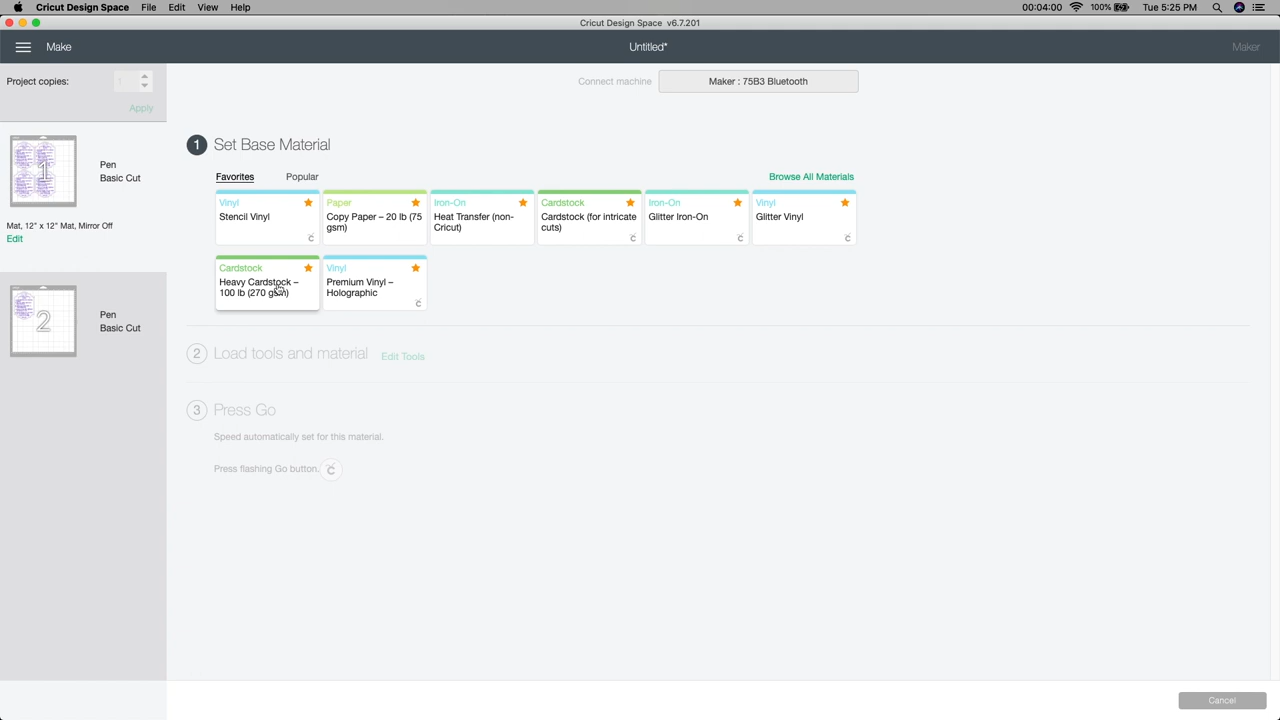 Cricut Design Space File Edit View Help 00:04:00 100% Tue 5:25 PM
Cricut Design Space v6.7.201
Make Untitled* Maker
Project copies: 1
Apply
Connect machine Maker : 75B3 Bluetooth
1 Set Base Material
Favorites Popular Browse All Materials
Vinyl
Stencil Vinyl
Paper
Copy Paper – 20 lb (75
gsm)
Iron-On
Heat Transfer (non-
Cricut)
Cardstock
Cardstock (for intricate
cuts)
Iron-On
Glitter Iron-On
Vinyl
Glitter Vinyl
Cardstock
Heavy Cardstock –
100 lb (270 gsm)
Vinyl
Premium Vinyl –
Holographic
1
Pen
Basic Cut
Mat, 12" x 12" Mat, Mirror Off
Edit
2
Pen
Basic Cut
2 Load tools and material Edit Tools
3 Press Go
Speed automatically set for this material.
Press flashing Go button.
Cancel